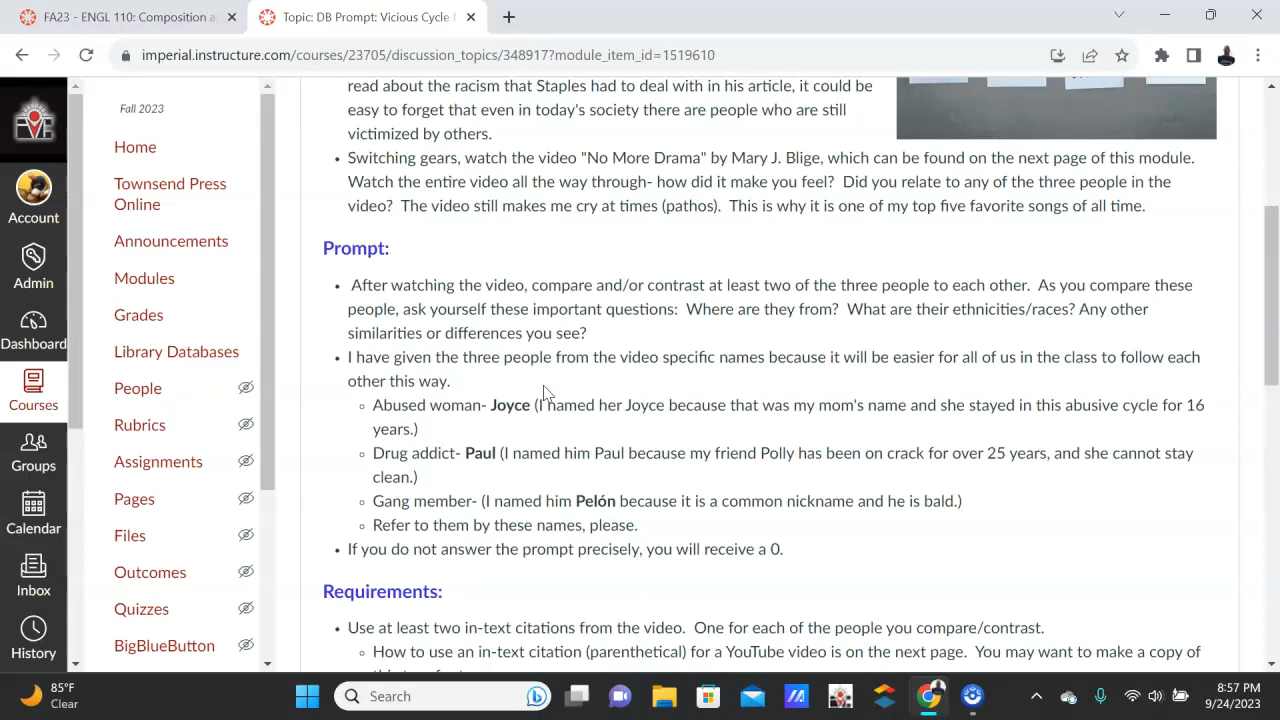 FA23 - ENGL 110: Composition a
Topic: DB Prompt: Vicious Cycle f
imperial.instructure.com/courses/23705/discussion_topics/348917?module_item_id=1519610
Account
Admin
Dashboard
Courses
Groups
Calendar
Inbox
History
Fall 2023
Home
Townsend Press
Online
Announcements
Modules
Grades
Library Databases
People
Rubrics
Assignments
Pages
Files
Outcomes
Quizzes
BigBlueButton
read about the racism that Staples had to deal with in his article, it could be
easy to forget that even in today's society there are people who are still
victimized by others.
• Switching gears, watch the video "No More Drama" by Mary J. Blige, which can be found on the next page of this module.
Watch the entire video all the way through- how did it make you feel? Did you relate to any of the three people in the
video? The video still makes me cry at times (pathos). This is why it is one of my top five favorite songs of all time.
Prompt:
• After watching the video, compare and/or contrast at least two of the three people to each other. As you compare these
people, ask yourself these important questions: Where are they from? What are their ethnicities/races? Any other
similarities or differences you see?
• I have given the three people from the video specific names because it will be easier for all of us in the class to follow each
other this way.
◦ Abused woman- Joyce (I named her Joyce because that was my mom's name and she stayed in this abusive cycle for 16
years.)
◦ Drug addict- Paul (I named him Paul because my friend Polly has been on crack for over 25 years, and she cannot stay
clean.)
◦ Gang member- (I named him Pelón because it is a common nickname and he is bald.)
◦ Refer to them by these names, please.
• If you do not answer the prompt precisely, you will receive a 0.
Requirements:
• Use at least two in-text citations from the video. One for each of the people you compare/contrast.
◦ How to use an in-text citation (parenthetical) for a YouTube video is on the next page. You may want to make a copy of
85°F
Clear
Search
8:57 PM
9/24/2023